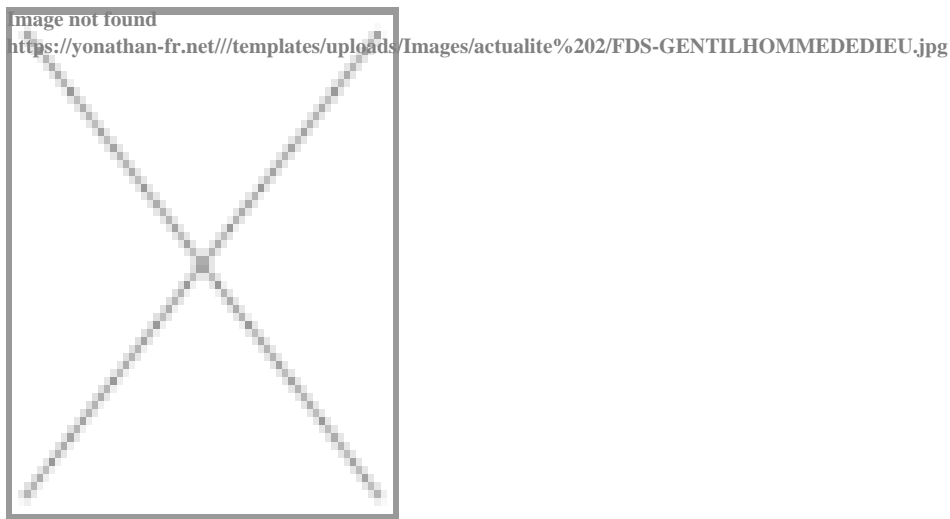 Image not found
https://yonathan-fr.net///templates/uploads/Images/actualite%202/FDS-GENTILHOMMEDEDIEU.jpg